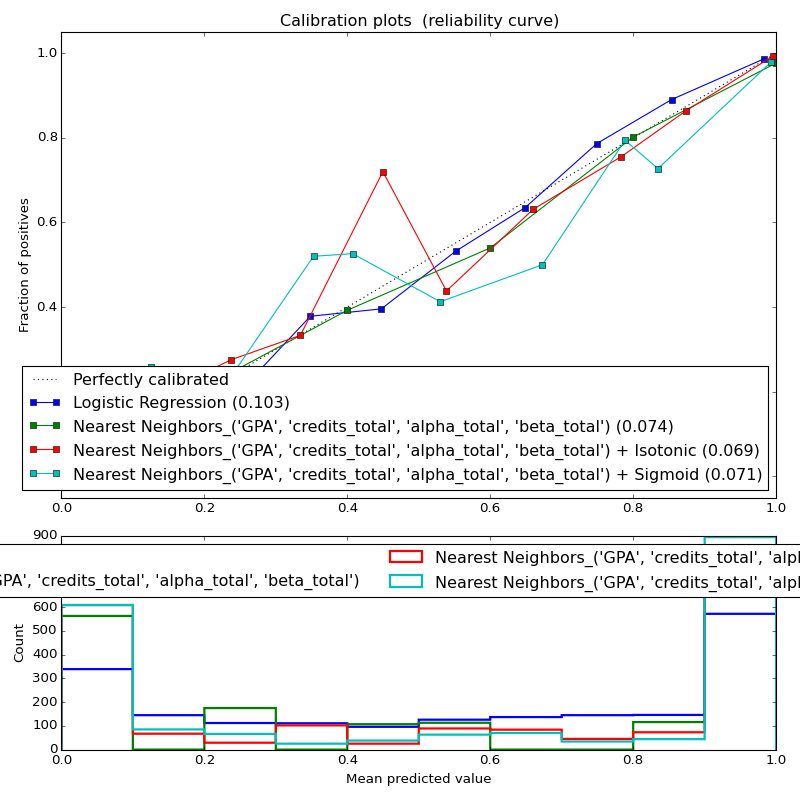 Calibration plots  (reliability curve)
1.0
0.8
0.6
0.4
Fraction of positives
Perfectly calibrated
Logistic Regression (0.103)
Nearest Neighbors_('GPA', 'credits_total', 'alpha_total', 'beta_total') (0.074)
Nearest Neighbors_('GPA', 'credits_total', 'alpha_total', 'beta_total') + Isotonic (0.069)
Nearest Neighbors_('GPA', 'credits_total', 'alpha_total', 'beta_total') + Sigmoid (0.071)
0.0 0.2 0.4 0.6 0.8 1.0
900
Nearest Neighbors_('GPA', 'credits_total', 'alp
GPA', 'credits_total', 'alpha_total', 'beta_total')
Nearest Neighbors_('GPA', 'credits_total', 'alp
600
500
400
300
200
100
0
Count
0.0 0.2 0.4 0.6 0.8 1.0
Mean predicted value